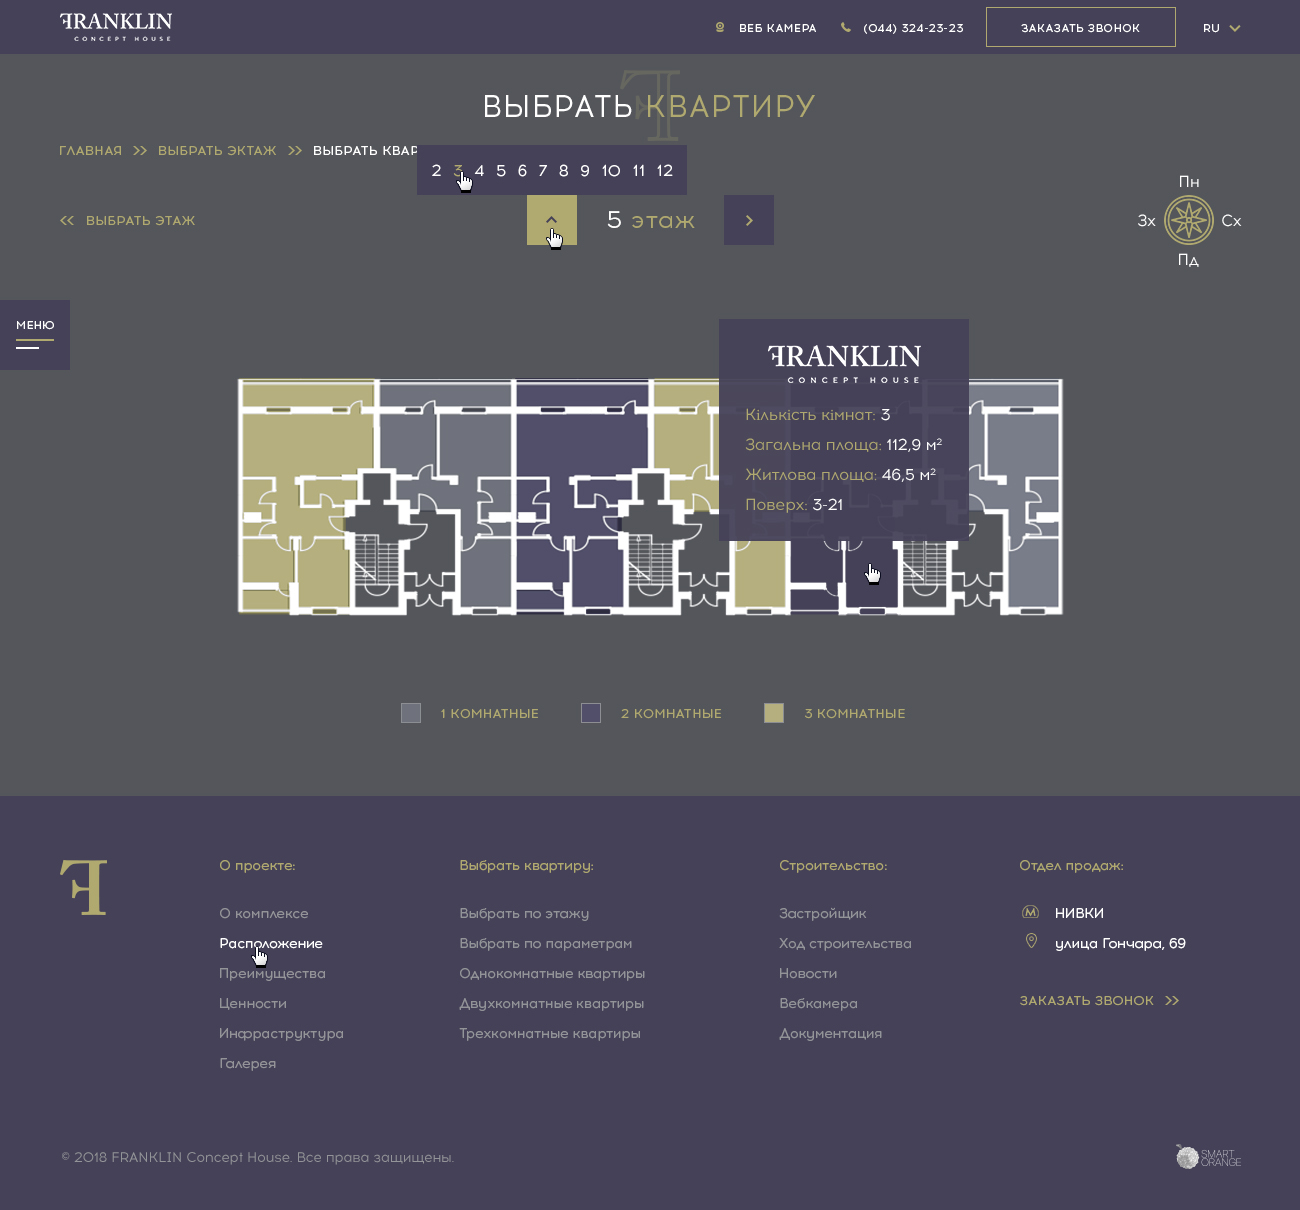 FRANKLIN
CONCEPT HOUSE
ВЕБ КАМЕРА
(044) 324-23-23
ЗАКАЗАТЬ ЗВОНОК
RU
ВЫБРАТЬ КВАРТИРУ
ГЛАВНАЯ >> ВЫБРАТЬ ЭКТАЖ >> ВЫБРАТЬ КВАР
2 3 4 5 6 7 8 9 10 11 12
<< ВЫБРАТЬ ЭТАЖ
5 этаж
Пн
Зх
Сх
Пд
МЕНЮ
FRANKLIN
CONCEPT HOUSE
Кількість кімнат: 3
Загальна площа: 112,9 м²
Житлова площа: 46,5 м²
Поверх: 3-21
1 КОМНАТНЫЕ
2 КОМНАТНЫЕ
3 КОМНАТНЫЕ
F
О проекте:
О комплексе
Расположение
Преимущества
Ценности
Инфраструктура
Галерея
Выбрать квартиру:
Выбрать по этажу
Выбрать по параметрам
Однокомнатные квартиры
Двухкомнатные квартиры
Трехкомнатные квартиры
Строительство:
Застройщик
Ход строительства
Новости
Вебкамера
Документация
Отдел продаж:
М НИВКИ
улица Гончара, 69
ЗАКАЗАТЬ ЗВОНОК >>
© 2018 FRANKLIN Concept House. Все права защищены.
SMART
ORANGE